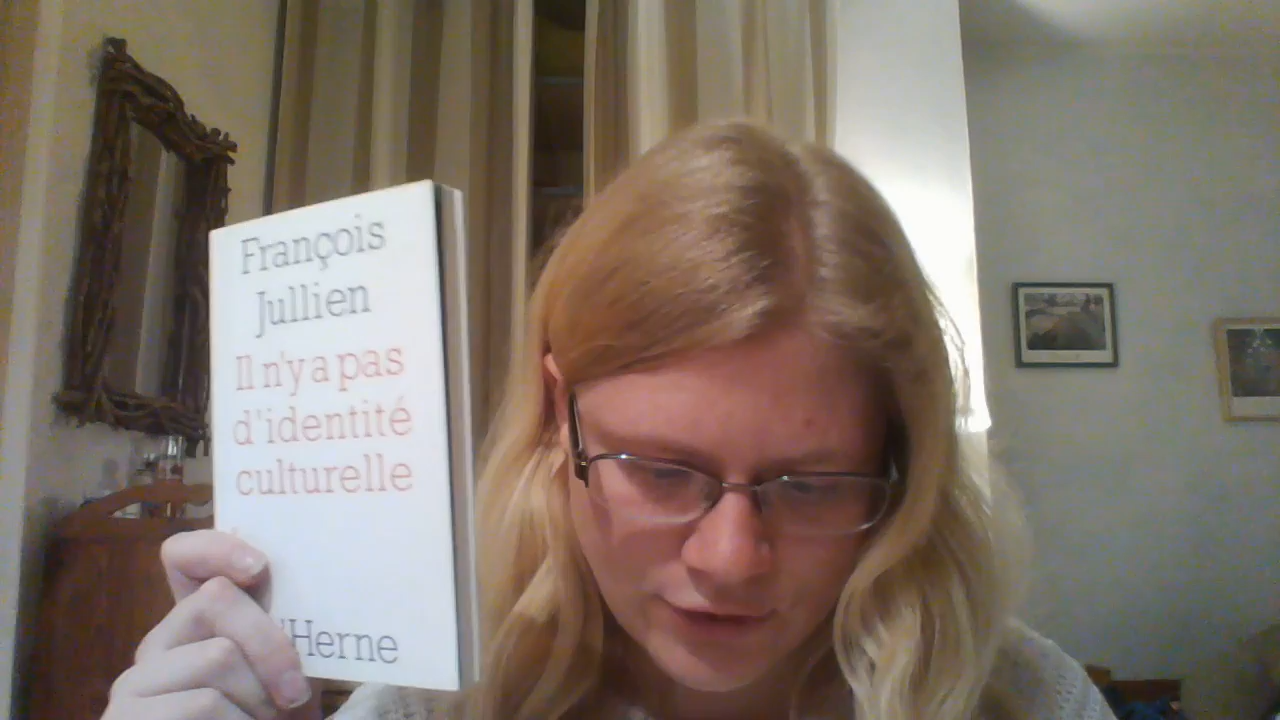 François
Jullien
Il n'y a pas
d'identité
culturelle
'Herne